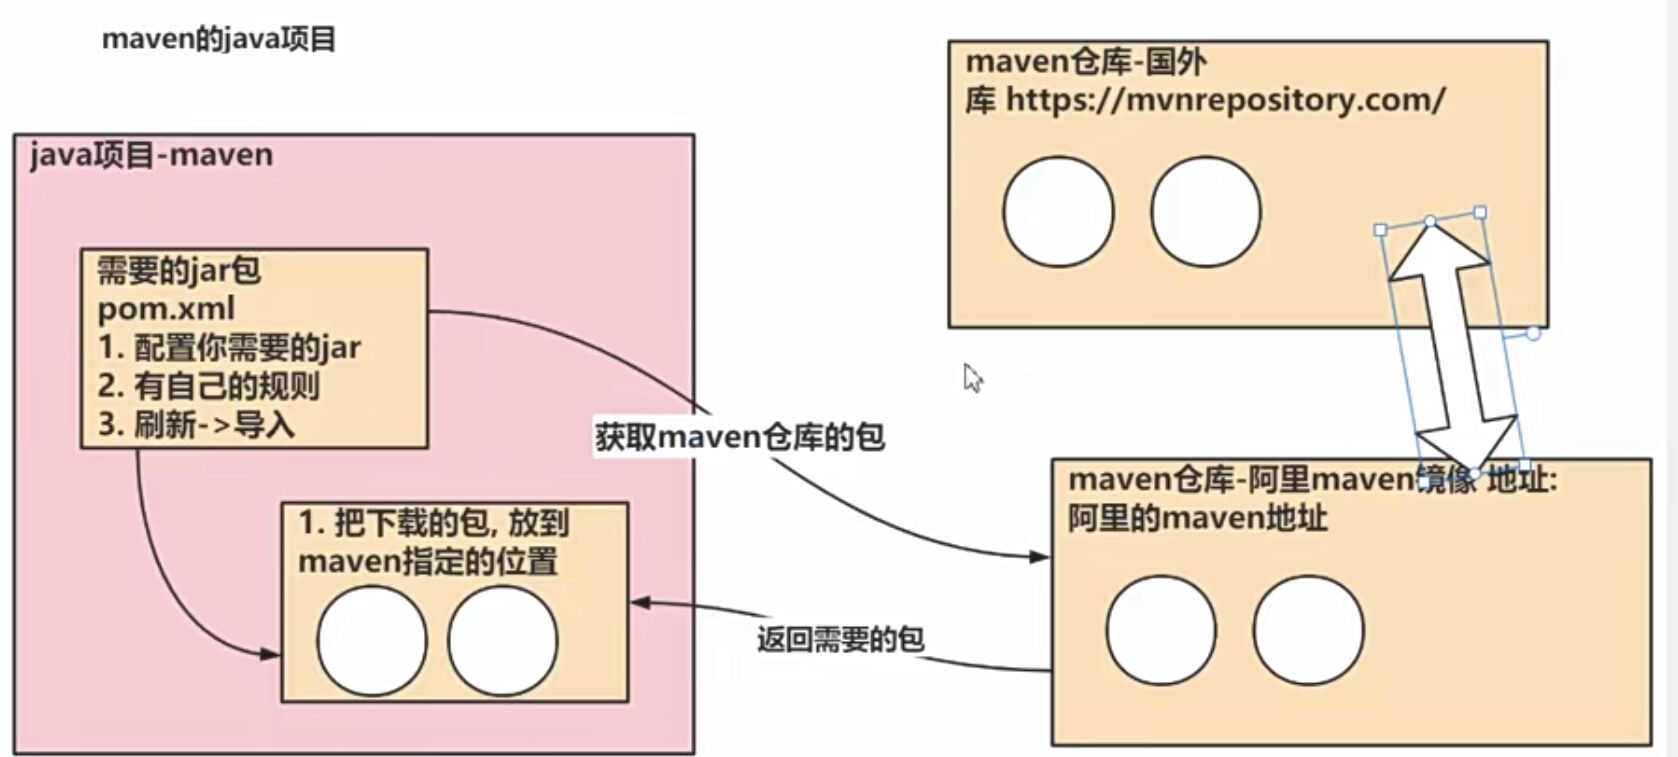 maven的java项目
java项目-maven
需要的jar包
pom.xml
1. 配置你需要的jar
2. 有自己的规则
3. 刷新->导入
1. 把下载的包, 放到
maven指定的位置
获取maven仓库的包
返回需要的包
maven仓库-国外
库 https://mvnrepository.com/
maven仓库-阿里maven镜像 地址:
阿里的maven地址